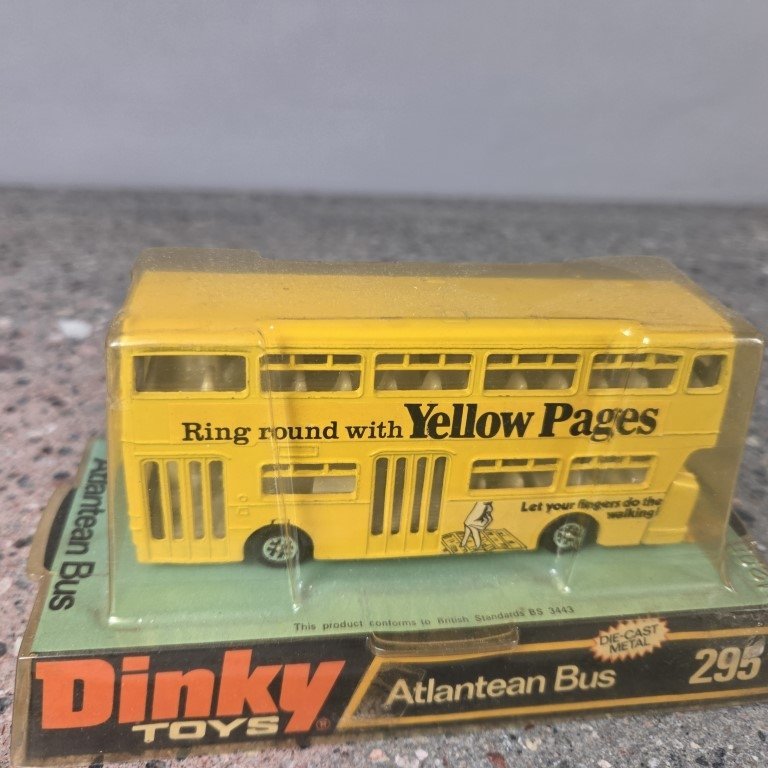 Ring round with Yellow Pages
Let your fingers do the
walking!
Atlantean Bus
This product conforms to British Standards BS 3443
DIE-CAST
METAL
Dinky
TOYS
®
Atlantean Bus
295